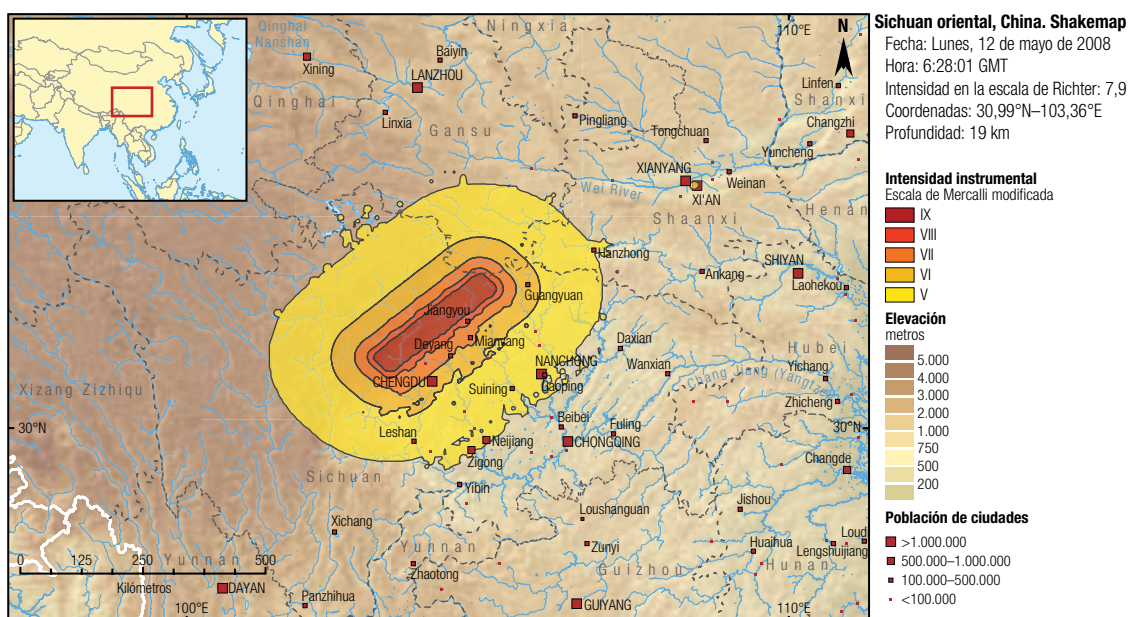 Sichuan oriental, China. Shakemap
Fecha: Lunes, 12 de mayo de 2008
Hora: 6:28:01 GMT
Intensidad en la escala de Richter: 7,9
Coordenadas: 30,99°N–103,36°E
Profundidad: 19 km
Intensidad instrumental
Escala de Mercalli modificada
IX
VIII
VII
VI
V
Elevación
metros
5.000
4.000
3.000
2.000
1.000
750
500
200
Población de ciudades
>1.000.000
500.000–1.000.000
100.000–500.000
<100.000
Qinghai
Nanshan
Ningxia
110°E
N
Xining
Baiyin
LANZHOU
Linfen
Shanxi
Qinghai
Linxia
Gansu
Pingliang
Tongchuan
Changzhi
Yuncheng
XIANYANG
Weinan
Wei River
XI'AN
Shaanxi
Henan
Hanzhong
SHIYAN
Ankang
Laohekou
Guangyuan
Jiangyou
Deyang
Mianyang
Daxian
Hubei
NANCHONG
Wanxian
Yichang
Xizang Zizhiqu
CHENGDU
Suining
Gaoping
Chang Jiang (Yangt
Zhicheng
30°N
Leshan
Beibei
Fuling
30°N
Neijiang
CHONGQING
Zigong
Changde
Sichuan
Yibin
Jishou
Xichang
Loushanguan
Yunnan
Zunyi
Huaihua
Loud
Lengshuijiang
Yunnan
Zhaotong
Guizhou
Hunan
0 125 250 500
Kilómetros
DAYAN
100°E
Panzhihua
GUIYANG
110°E